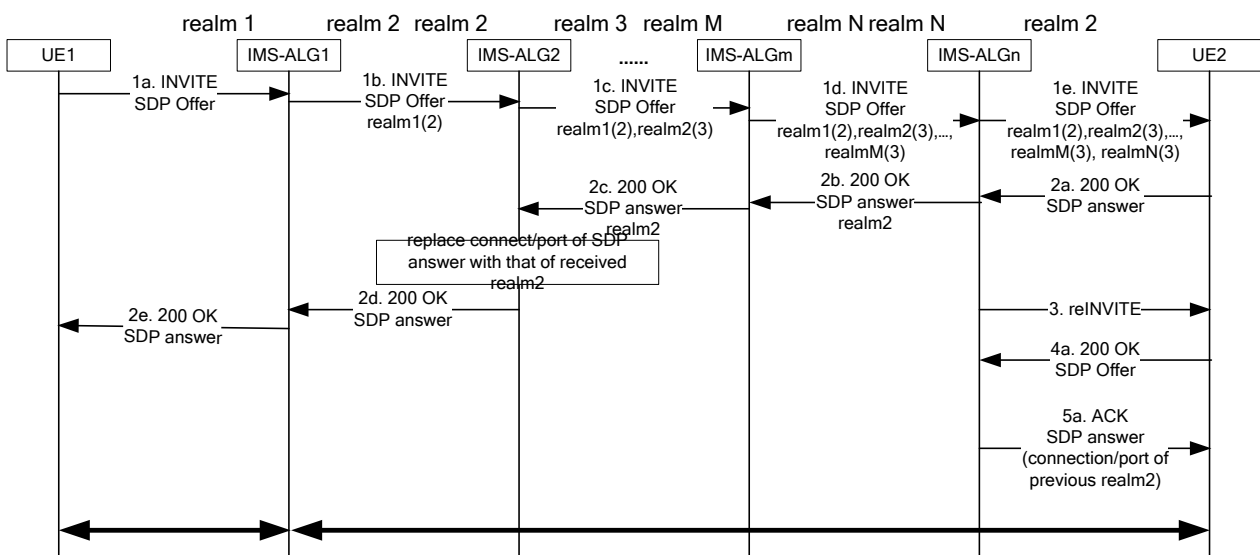 realm 1 realm 2 realm 2 realm 3 realm M realm N realm N realm 2
UE1 IMS-ALG1 IMS-ALG2 ...... IMS-ALGm IMS-ALGn UE2
1a. INVITE
SDP Offer
1b. INVITE
SDP Offer
realm1(2)
1c. INVITE
SDP Offer
realm1(2),realm2(3)
1d. INVITE
SDP Offer
realm1(2),realm2(3),...,
realmM(3)
1e. INVITE
SDP Offer
realm1(2),realm2(3),...,
realmM(3), realmN(3)
2a. 200 OK
SDP answer
2b. 200 OK
SDP answer
realm2
2c. 200 OK
SDP answer
realm2
replace connect/port of SDP
answer with that of received
realm2
2d. 200 OK
SDP answer
2e. 200 OK
SDP answer
3. reINVITE
4a. 200 OK
SDP Offer
5a. ACK
SDP answer
(connection/port of
previous realm2)